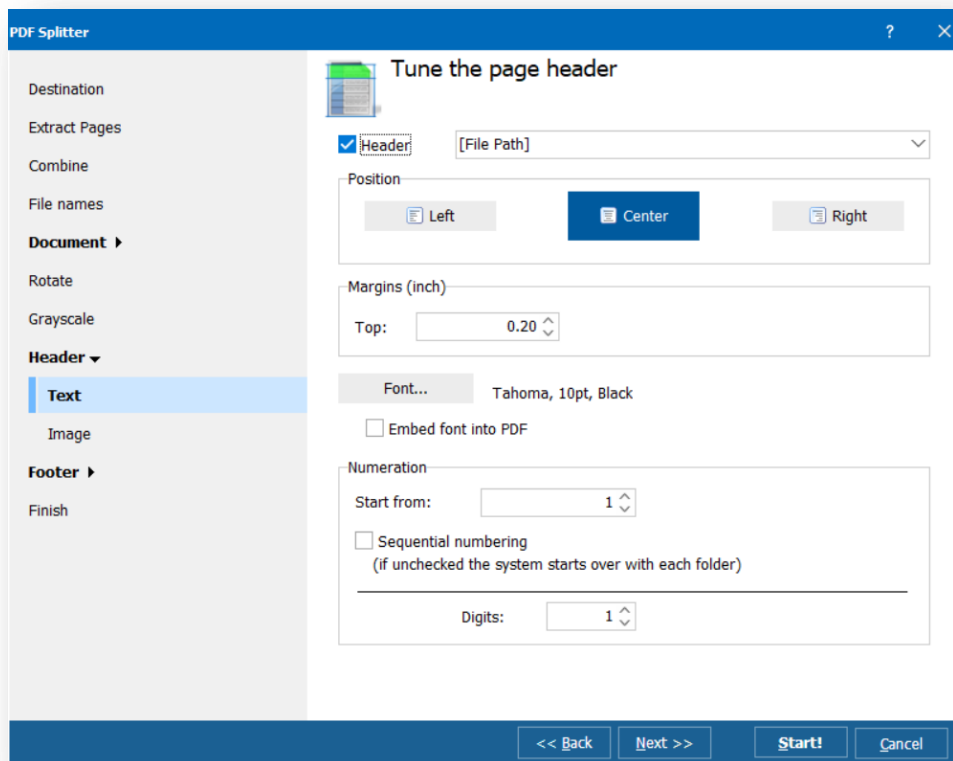 PDF Splitter ?
Destination
Extract Pages
Combine
File names
Document
Rotate
Grayscale
Header
Text
Image
Footer
Finish
Tune the page header
Header [File Path]
Position
Left Center Right
Margins (inch)
Top: 0.20
Font... Tahoma, 10pt, Black
Embed font into PDF
Numeration
Start from: 1
Sequential numbering
(if unchecked the system starts over with each folder)
Digits: 1
<< Back Next >> Start! Cancel